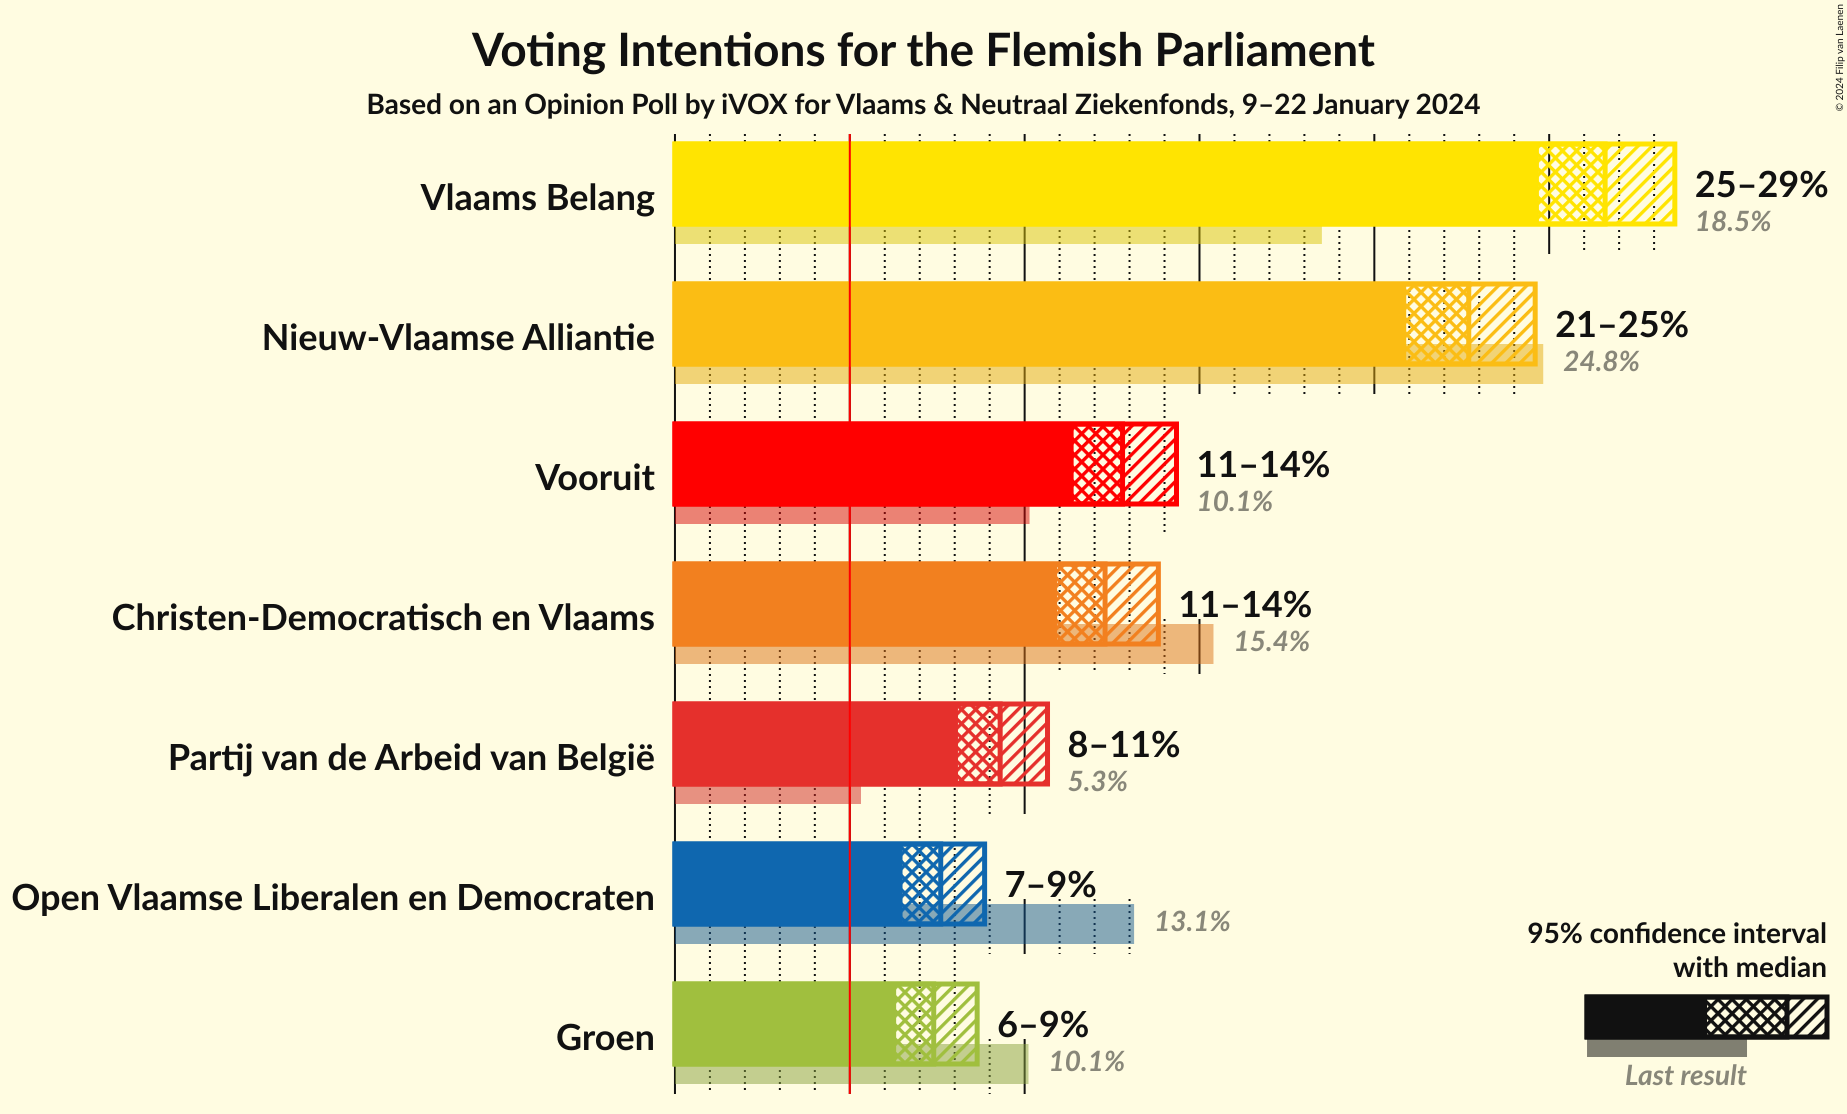 Voting Intentions for the Flemish Parliament
Based on an Opinion Poll by iVOX for Vlaams & Neutraal Ziekenfonds, 9–22 January 2024
© 2024 Filip van Laenen
Vlaams Belang
25–29%
18.5%
Nieuw-Vlaamse Alliantie
21–25%
24.8%
Vooruit
11–14%
10.1%
Christen-Democratisch en Vlaams
11–14%
15.4%
Partij van de Arbeid van België
8–11%
5.3%
Open Vlaamse Liberalen en Democraten
7–9%
13.1%
Groen
6–9%
10.1%
95% confidence interval
with median
Last result